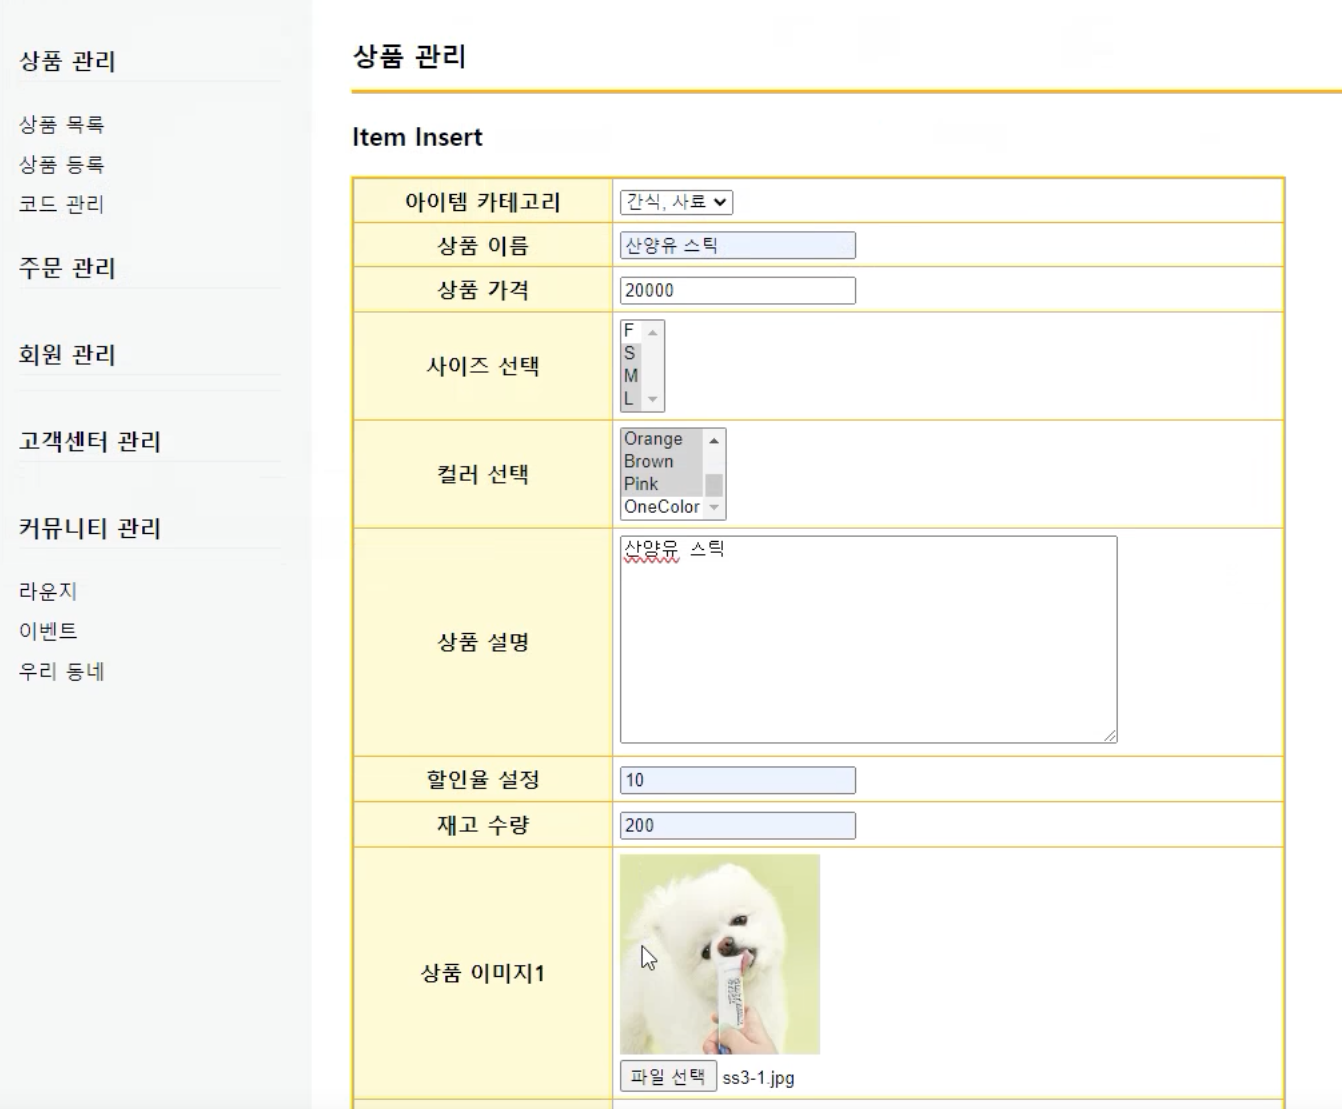 상품 관리
상품 목록
상품 등록
코드 관리
주문 관리
회원 관리
고객센터 관리
커뮤니티 관리
라운지
이벤트
우리 동네
상품 관리
Item Insert
아이템 카테고리 간식, 사료
상품 이름 산양유 스틱
상품 가격 20000
사이즈 선택
F
S
M
L
컬러 선택
Orange
Brown
Pink
OneColor
상품 설명
산양유 스틱
할인율 설정 10
재고 수량 200
상품 이미지1
파일 선택 ss3-1.jpg